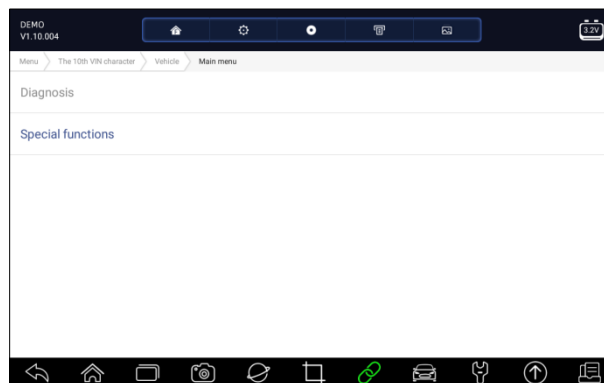 DEMO
V1.10.004
3.2V
Menu The 10th VIN character Vehicle Main menu
Diagnosis
Special functions